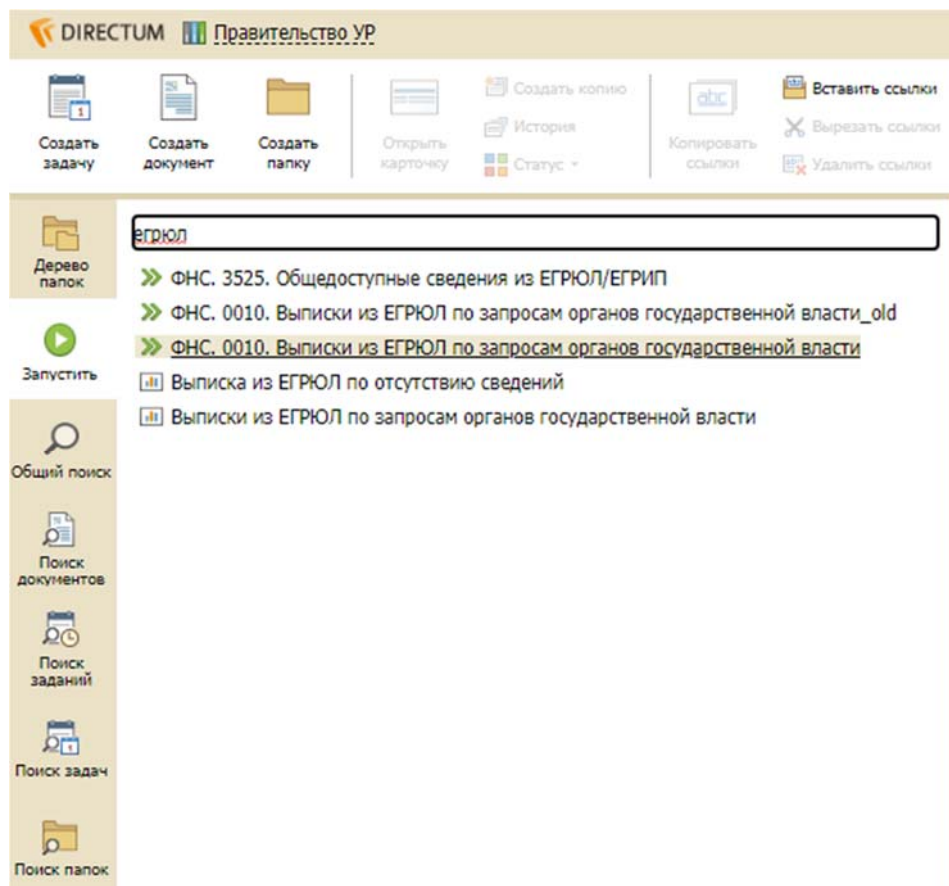 DIRECTUM Правительство УР
Создать задачу
Создать документ
Создать папку
Открыть карточку
Создать копию
История
Статус
Копировать ссылки
Вставить ссылки
Вырезать ссылки
Удалить ссылки
Дерево папок
Запустить
Общий поиск
Поиск документов
Поиск заданий
Поиск задач
Поиск папок
егрюл
ФНС. 3525. Общедоступные сведения из ЕГРЮЛ/ЕГРИП
ФНС. 0010. Выписки из ЕГРЮЛ по запросам органов государственной власти_old
ФНС. 0010. Выписки из ЕГРЮЛ по запросам органов государственной власти
Выписка из ЕГРЮЛ по отсутствию сведений
Выписки из ЕГРЮЛ по запросам органов государственной власти